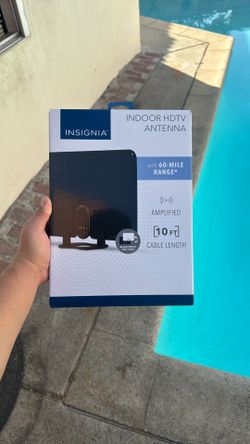 INSIGNIA
INDOOR HDTV
ANTENNA
with 60-MILE
RANGE*
AMPLIFIED
10 FT
CABLE LENGTH